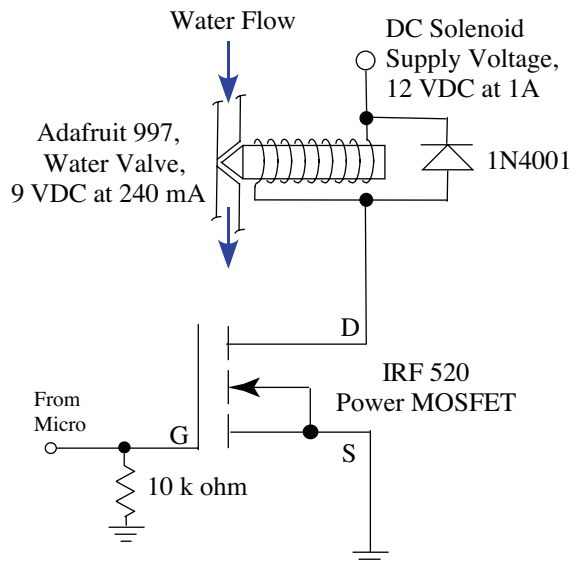 Water Flow
DC Solenoid
Supply Voltage,
12 VDC at 1A
Adafruit 997,
Water Valve,
9 VDC at 240 mA
1N4001
D
IRF 520
Power MOSFET
From
Micro
G
S
10 k ohm